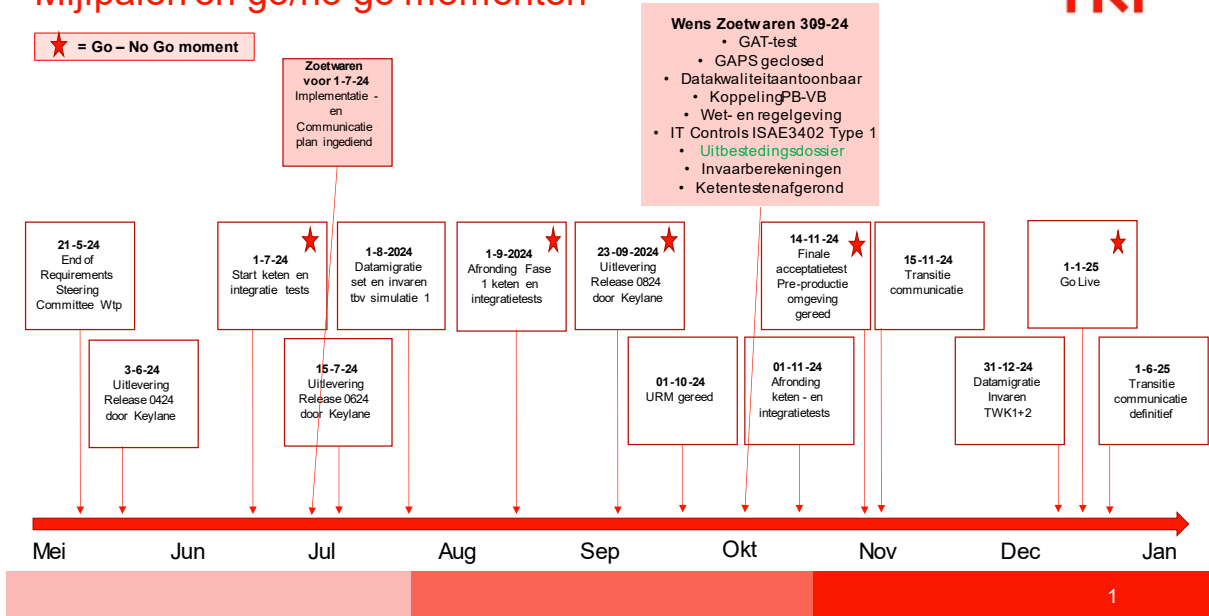 Mijlpalen en go/no go momenten
TKP
= Go – No Go moment
Zoetwaren
voor 1-7-24
Implementatie -
en
Communicatie
plan ingediend
Wens Zoetwaren 309-24
• GAT-test
• GAPS geclosed
• Datakwaliteitaantoonbaar
• KoppelingPB-VB
• Wet- en regelgeving
• IT Controls ISAE3402 Type 1
• Uitbestedingsdossier
• Invaarberekeningen
• Ketentestenafgerond
21-5-24
End of
Requirements
Steering
Committee Wtp
1-7-24
Start keten en
integratie tests
1-8-2024
Datamigratie
set en invaren
tbv simulatie 1
1-9-2024
Afronding Fase
1 keten en
integratietests
23-09-2024
Uitlevering
Release 0824
door Keylane
14-11-24
Finale
acceptatietest
Pre-productie
omgeving
gereed
15-11-24
Transitie
communicatie
1-1-25
Go Live
3-6-24
Uitlevering
Release 0424
door Keylane
15-7-24
Uitlevering
Release 0624
door Keylane
01-10-24
URM gereed
01-11-24
Afronding
keten - en
integratietests
31-12-24
Datamigratie
Invaren
TWK1+2
1-6-25
Transitie
communicatie
definitief
Mei Jun Jul Aug Sep Okt Nov Dec Jan
1